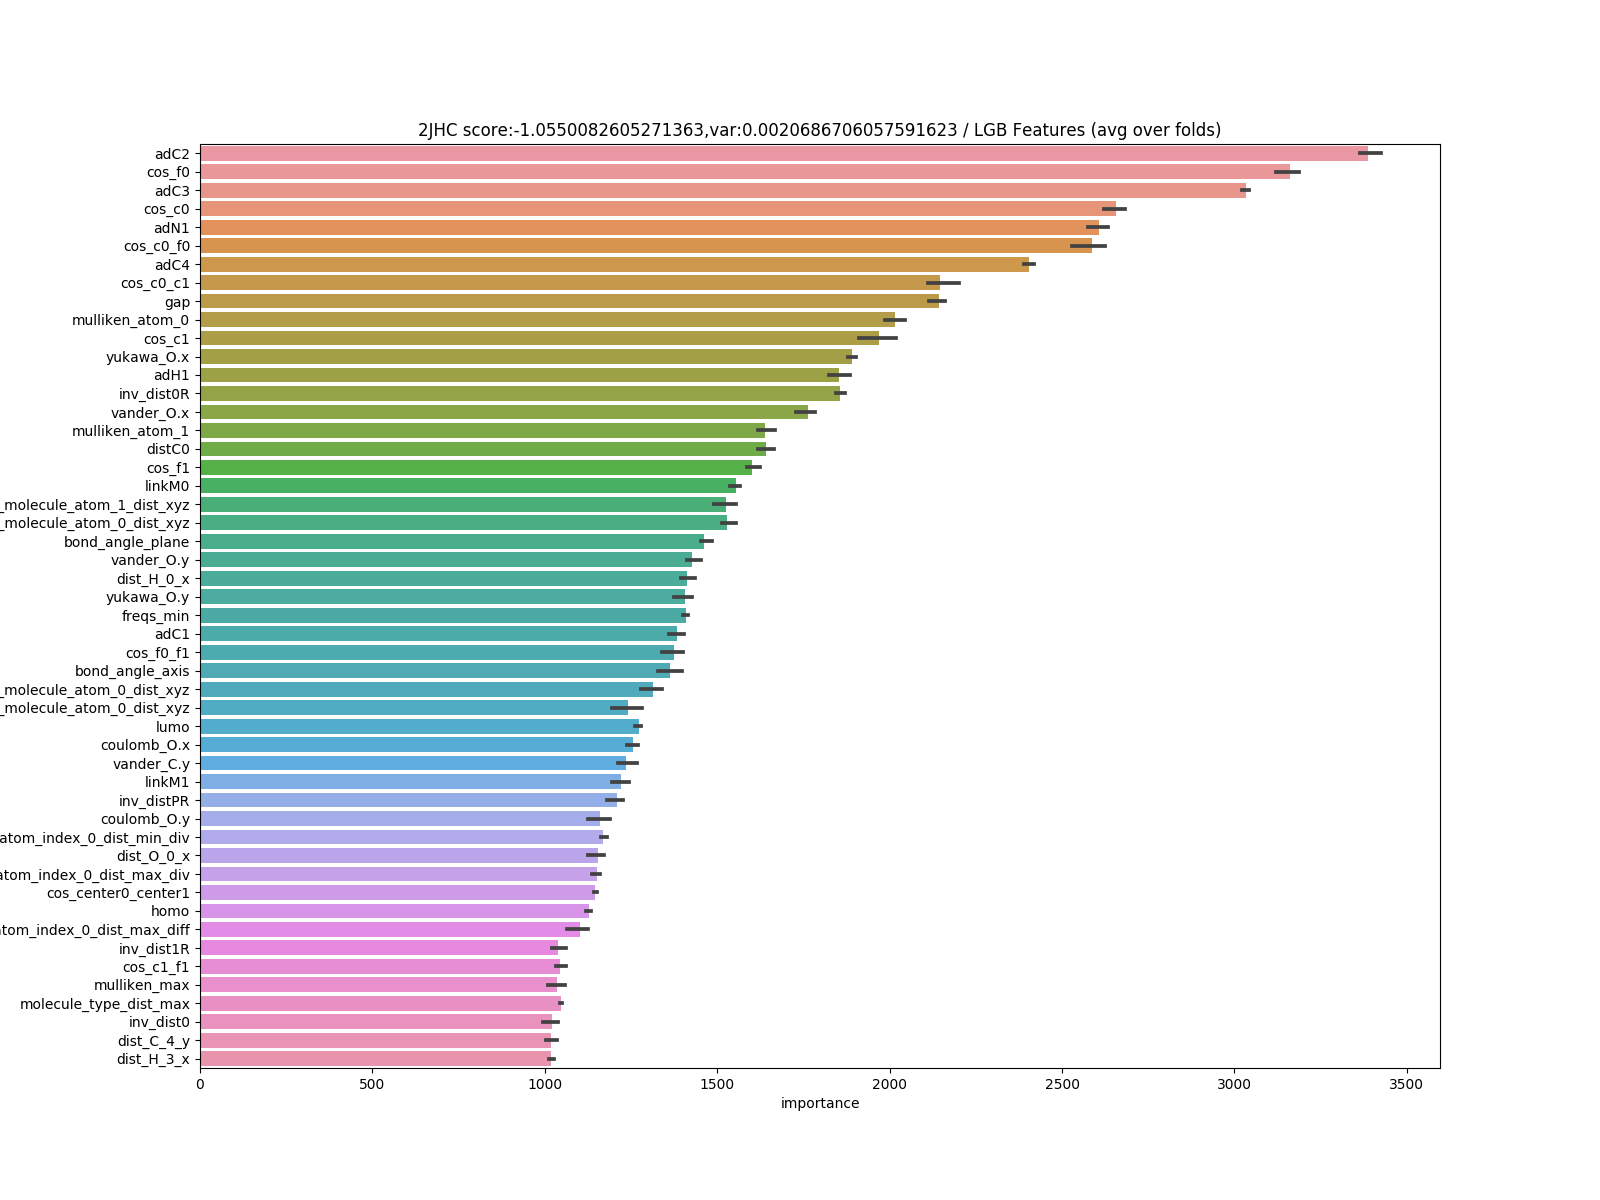 2JHC score:-1.0550082605271363,var:0.0020686706057591623 / LGB Features (avg over folds)
adC2
cos_f0
adC3
cos_c0
adN1
cos_c0_f0
adC4
cos_c0_c1
gap
mulliken_atom_0
cos_c1
yukawa_O.x
adH1
inv_dist0R
vander_O.x
mulliken_atom_1
distC0
cos_f1
linkM0
_molecule_atom_1_dist_xyz
_molecule_atom_0_dist_xyz
bond_angle_plane
vander_O.y
dist_H_0_x
yukawa_O.y
freqs_min
adC1
cos_f0_f1
bond_angle_axis
_molecule_atom_0_dist_xyz
_molecule_atom_0_dist_xyz
lumo
coulomb_O.x
vander_C.y
linkM1
inv_distPR
coulomb_O.y
atom_index_0_dist_min_div
dist_O_0_x
atom_index_0_dist_max_div
cos_center0_center1
homo
atom_index_0_dist_max_diff
inv_dist1R
cos_c1_f1
mulliken_max
molecule_type_dist_max
inv_dist0
dist_C_4_y
dist_H_3_x
0 500 1000 1500 2000 2500 3000 3500
importance